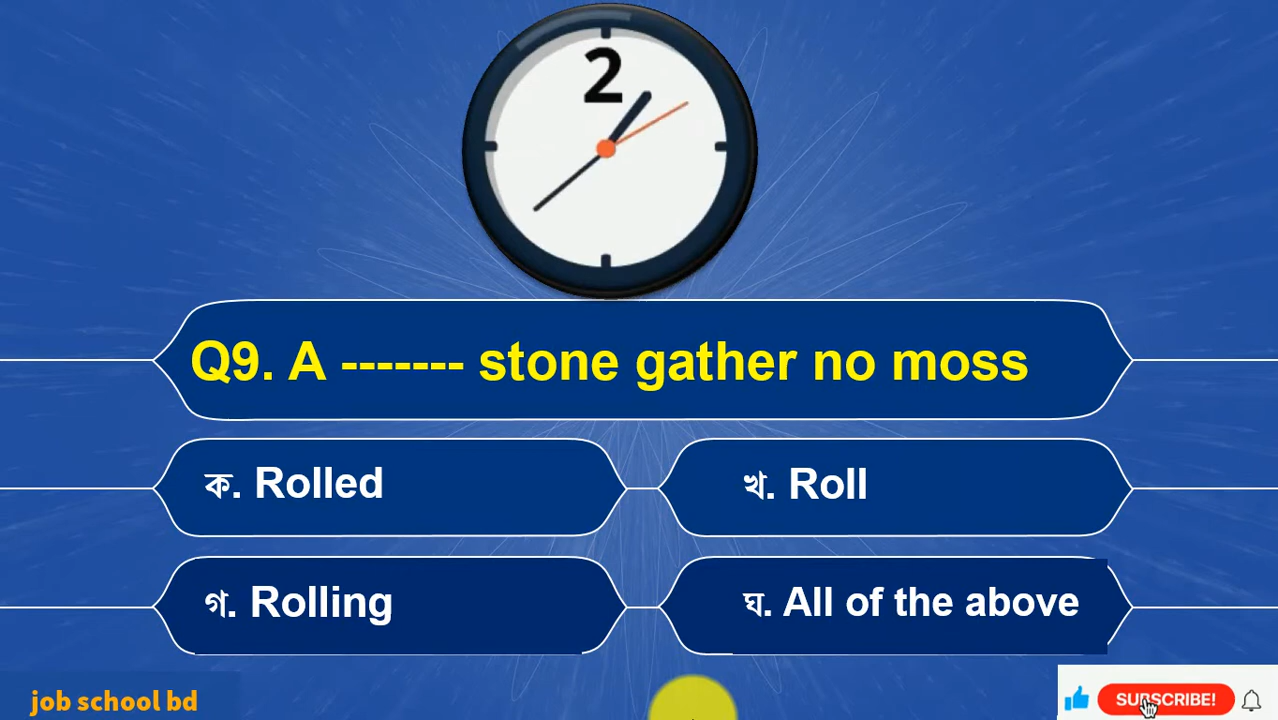 2
Q9. A ------- stone gather no moss
ক. Rolled
খ. Roll
গ. Rolling
ঘ. All of the above
job school bd
SUBSCRIBE!